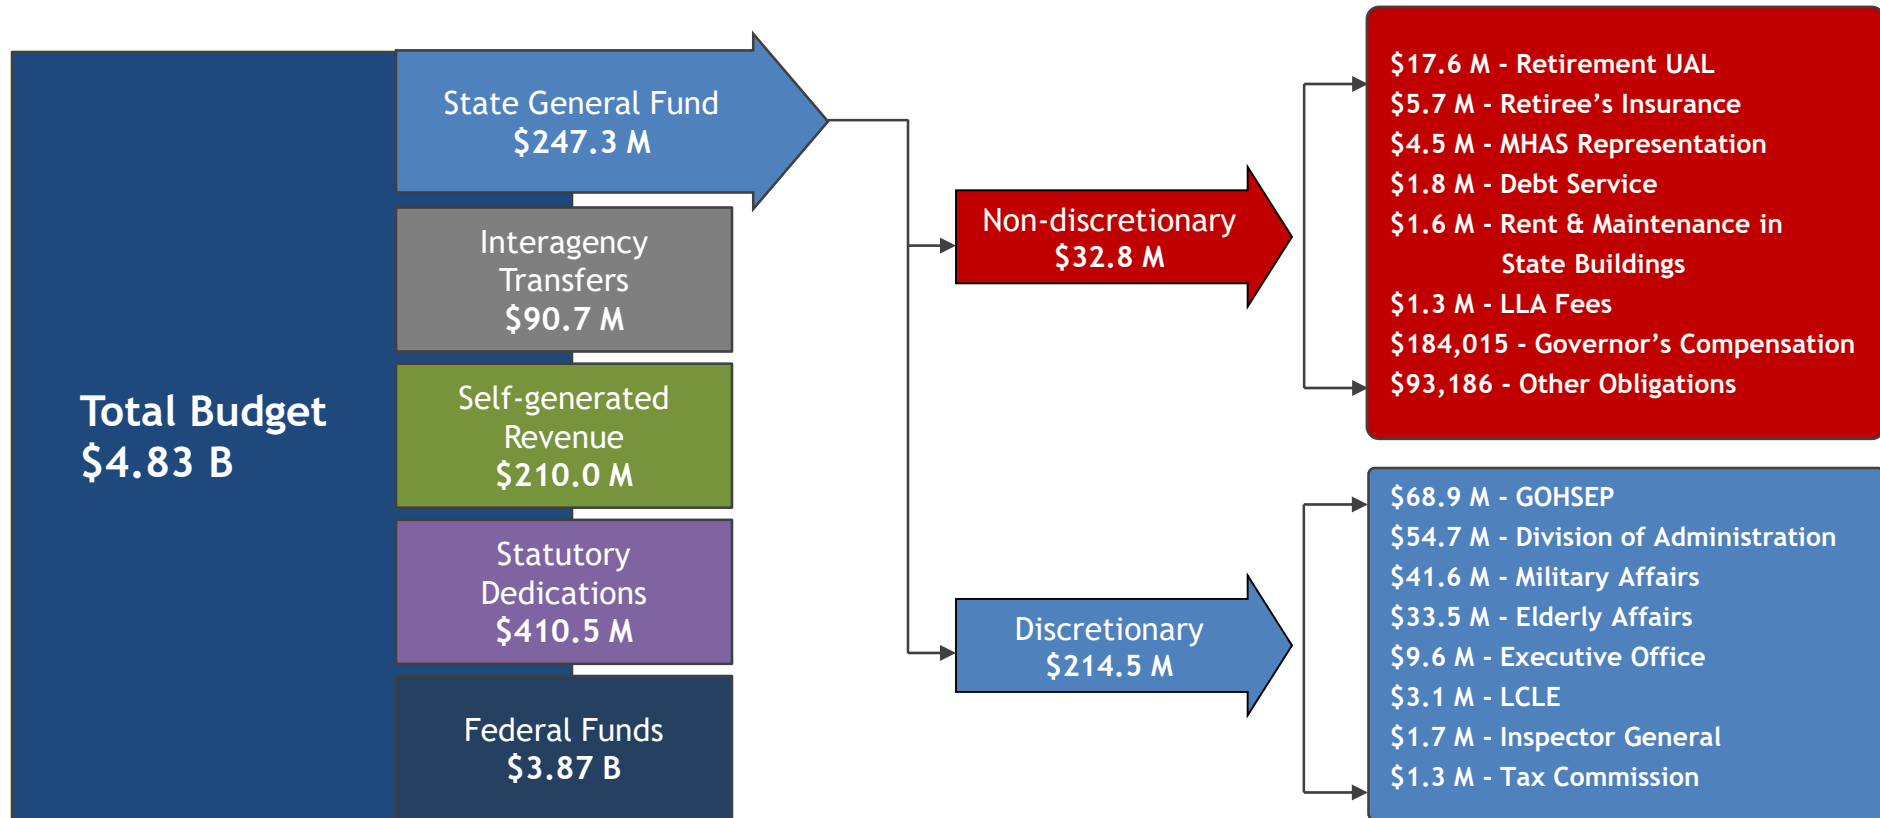 Total Budget
$4.83 B
State General Fund
$247.3 M
Interagency
Transfers
$90.7 M
Self-generated
Revenue
$210.0 M
Statutory
Dedications
$410.5 M
Federal Funds
$3.87 B
Non-discretionary
$32.8 M
Discretionary
$214.5 M
$17.6 M - Retirement UAL
$5.7 M - Retiree’s Insurance
$4.5 M - MHAS Representation
$1.8 M - Debt Service
$1.6 M - Rent & Maintenance in
State Buildings
$1.3 M - LLA Fees
$184,015 - Governor’s Compensation
$93,186 - Other Obligations
$68.9 M - GOHSEP
$54.7 M - Division of Administration
$41.6 M - Military Affairs
$33.5 M - Elderly Affairs
$9.6 M - Executive Office
$3.1 M - LCLE
$1.7 M - Inspector General
$1.3 M - Tax Commission